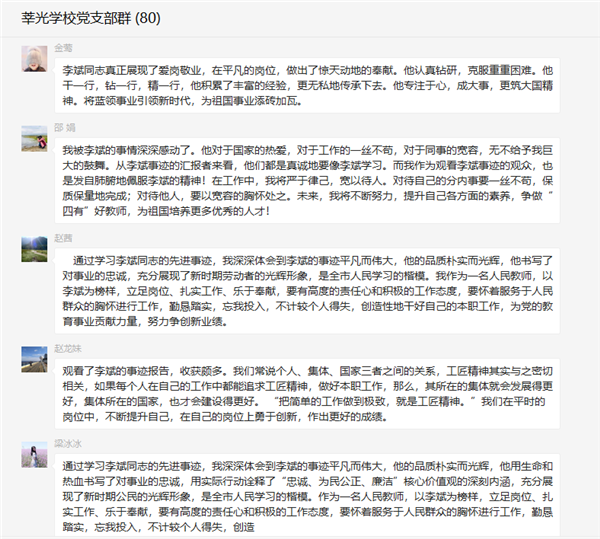 莘光学校党支部群 (80)
金莺
李斌同志真正展现了爱岗敬业，在平凡的岗位，做出了惊天动地的奉献。他认真钻研，克服重重困难。他
干一行，钻一行，精一行，他积累了丰富的经验，更无私地传承下去。他专注于心，成大事，更筑大国精
神。将蓝领事业引领新时代，为祖国事业添砖加瓦。
邵 娟
我被李斌的事情深深感动了。他对于国家的热爱，对于工作的一丝不苟，对于同事的宽容，无不给予我巨
大的鼓舞。从李斌事迹的汇报者来看，他们都是真诚地要像李斌学习。而我作为观看李斌事迹的观众，也
是发自肺腑地佩服李斌的精神！在工作中，我将严于律己，宽以待人。对待自己的分内事要一丝不苟，保
质保量地完成；对待他人，要以宽容的胸怀处之。未来，我将不断努力，提升自己各方面的素养，争做“
四有”好教师，为祖国培养更多优秀的人才！
赵茜
通过学习李斌同志的先进事迹，我深深体会到李斌的事迹平凡而伟大，他的品质朴实而光辉，他书写了
对事业的忠诚，充分展现了新时期劳动者的光辉形象，是全市人民学习的楷模。我作为一名人民教师，以
李斌为榜样，立足岗位、扎实工作、乐于奉献，要有高度的责任心和积极的工作态度，要怀着服务于人民
群众的胸怀进行工作，勤恳踏实，忘我投入，不计较个人得失，创造性地干好自己的本职工作，为党的教
育事业贡献力量，努力争创新业绩。
赵龙妹
观看了李斌的事迹报告，收获颇多。我们常说个人、集体、国家三者之间的关系，工匠精神其实与之密切
相关，如果每个人在自己的工作中都能追求工匠精神，做好本职工作，那么，其所在的集体就会发展得更
好，集体所在的国家，也才会建设得更好。“把简单的工作做到极致，就是工匠精神。”我们在平时的
岗位中，不断提升自己，在自己的岗位上勇于创新，作出更好的成绩。
梁冰冰
通过学习李斌同志的先进事迹，我深深体会到李斌的事迹平凡而伟大，他的品质朴实而光辉，他用生命和
热血书写了对事业的忠诚，用实际行动诠释了“忠诚、为民公正、廉洁”核心价值观的深刻内涵，充分展
现了新时期公民的光辉形象，是全市人民学习的楷模。作为一名人民教师，以李斌为榜样，立足岗位、扎
实工作、乐于奉献，要有高度的责任心和积极的工作态度，要怀着服务于人民群众的胸怀进行工作，勤恳
踏实，忘我投入，不计较个人得失，创造